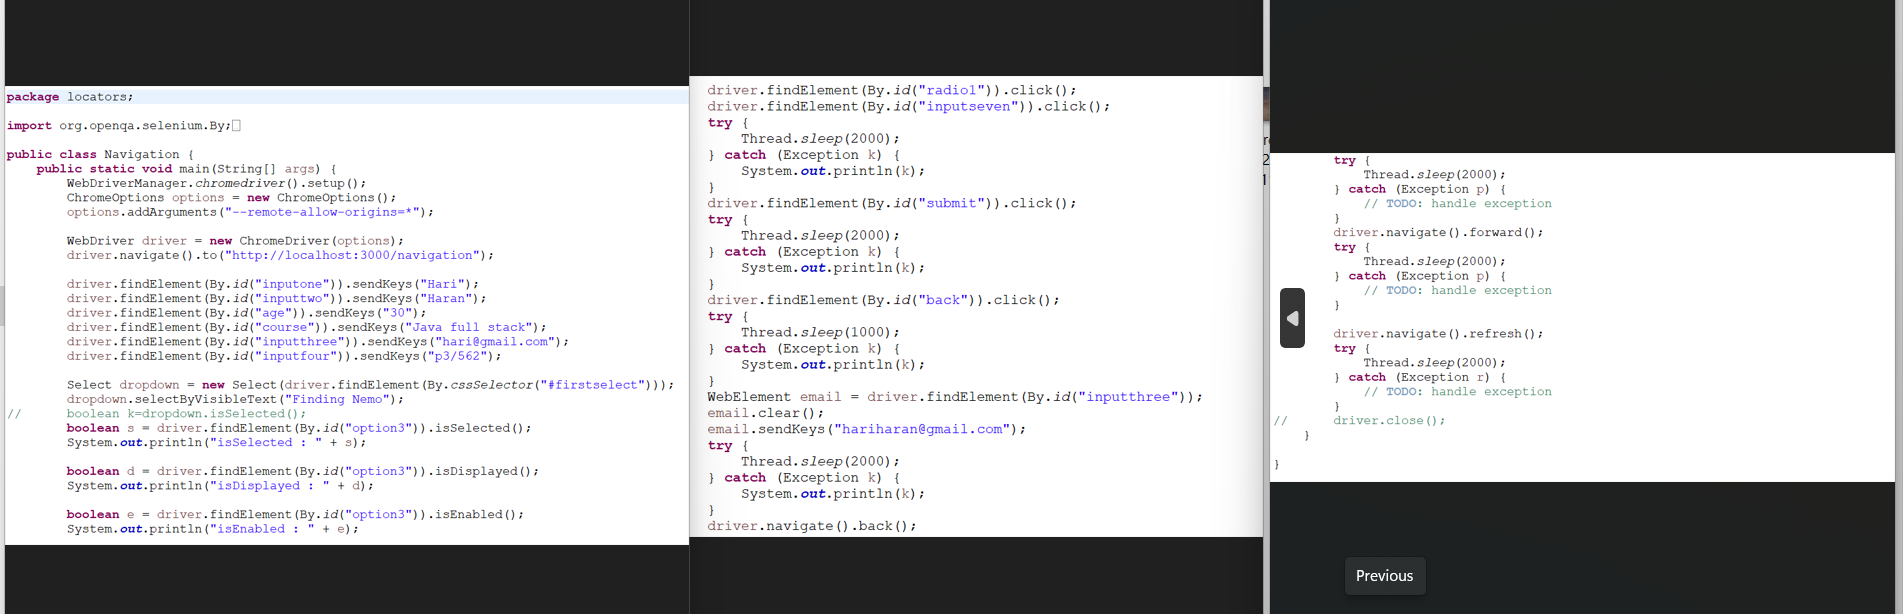 package locators;
import org.openqa.selenium.By;
public class Navigation {
public static void main(String[] args) {
WebDriverManager.chromedriver().setup();
ChromeOptions options = new ChromeOptions();
options.addArguments("--remote-allow-origins=*");
WebDriver driver = new ChromeDriver(options);
driver.navigate().to("http://localhost:3000/navigation");
driver.findElement(By.id("inputone")).sendKeys("Hari");
driver.findElement(By.id("inputtwo")).sendKeys("Haran");
driver.findElement(By.id("age")).sendKeys("30");
driver.findElement(By.id("course")).sendKeys("Java full stack");
driver.findElement(By.id("inputthree")).sendKeys("hari@gmail.com");
driver.findElement(By.id("inputfour")).sendKeys("p3/562");
Select dropdown = new Select(driver.findElement(By.cssSelector("#firstselect")));
dropdown.selectByVisibleText("Finding Nemo");
// boolean k=dropdown.isSelected();
boolean s = driver.findElement(By.id("option3")).isSelected();
System.out.println("isSelected : " + s);
boolean d = driver.findElement(By.id("option3")).isDisplayed();
System.out.println("isDisplayed : " + d);
boolean e = driver.findElement(By.id("option3")).isEnabled();
System.out.println("isEnabled : " + e);
driver.findElement(By.id("radio1")).click();
driver.findElement(By.id("inputseven")).click();
try {
Thread.sleep(2000);
} catch (Exception k) {
System.out.println(k);
}
driver.findElement(By.id("submit")).click();
try {
Thread.sleep(2000);
} catch (Exception k) {
System.out.println(k);
}
driver.findElement(By.id("back")).click();
try {
Thread.sleep(1000);
} catch (Exception k) {
System.out.println(k);
}
WebElement email = driver.findElement(By.id("inputthree"));
email.clear();
email.sendKeys("hariharan@gmail.com");
try {
Thread.sleep(2000);
} catch (Exception k) {
System.out.println(k);
}
driver.navigate().back();
try {
Thread.sleep(2000);
} catch (Exception p) {
// TODO: handle exception
}
driver.navigate().forward();
try {
Thread.sleep(2000);
} catch (Exception p) {
// TODO: handle exception
}
driver.navigate().refresh();
try {
Thread.sleep(2000);
} catch (Exception r) {
// TODO: handle exception
}
// driver.close();
}
}
Previous